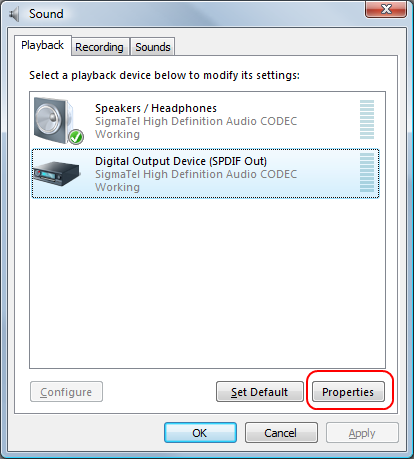 Sound
Playback Recording Sounds
Select a playback device below to modify its settings:
Speakers / Headphones
SigmaTel High Definition Audio CODEC
Working
Digital Output Device (SPDIF Out)
SigmaTel High Definition Audio CODEC
Working
Configure Set Default Properties
OK Cancel Apply